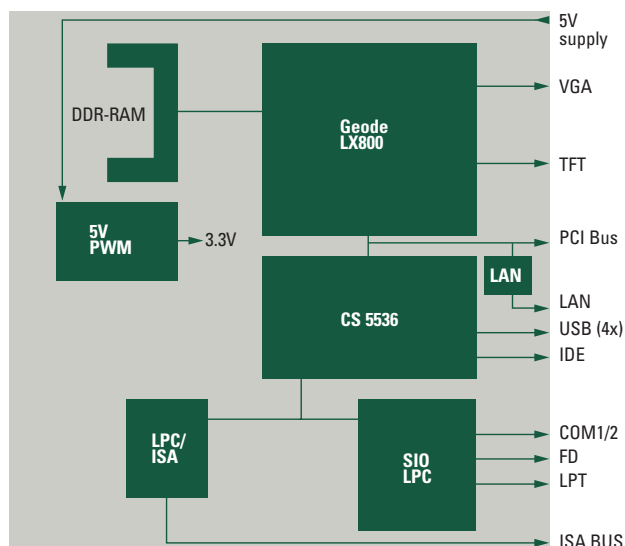 5V
supply
VGA
DDR-RAM
Geode
LX800
TFT
5V
PWM
3.3V
PCI Bus
LAN
LAN
CS 5536
USB (4x)
IDE
LPC/
ISA
SIO
LPC
COM1/2
FD
LPT
ISA BUS